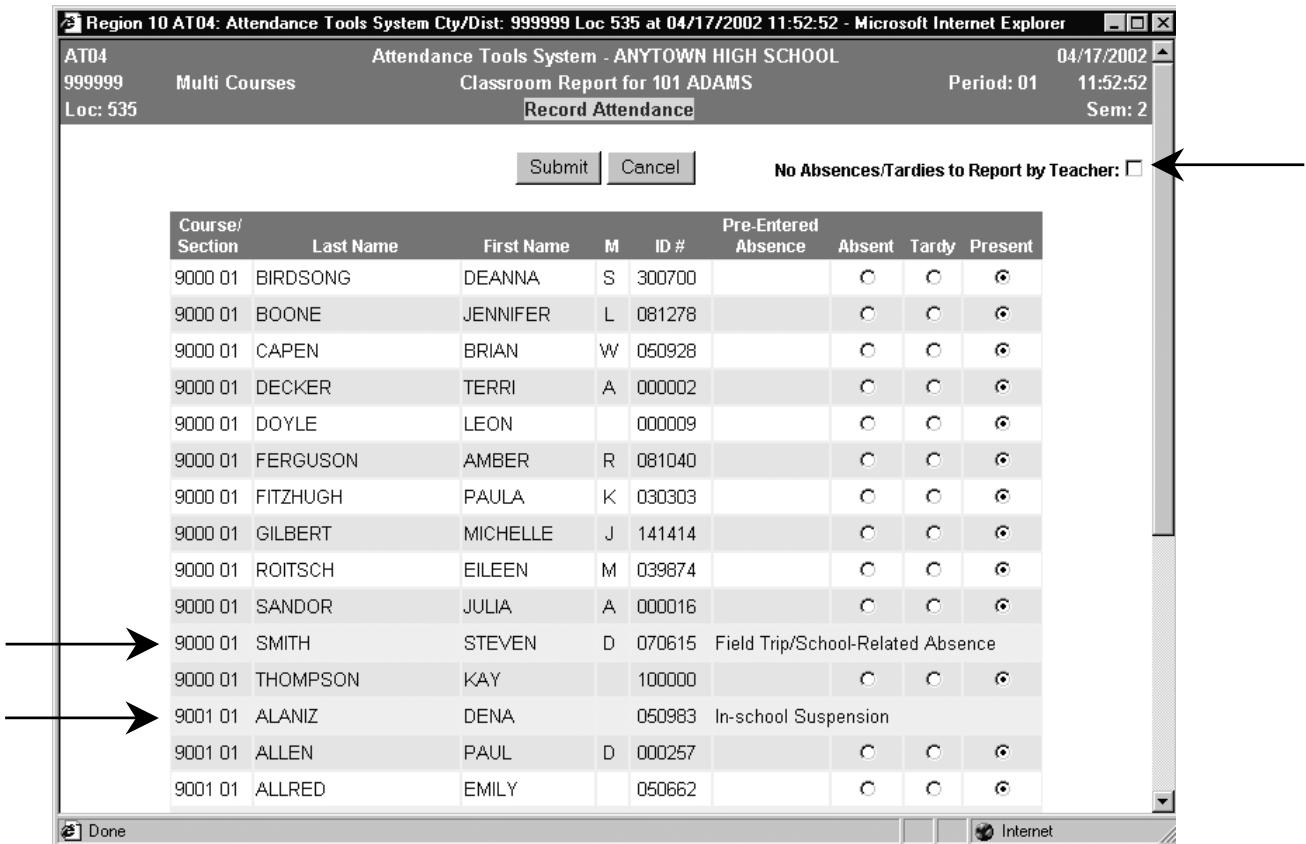 Region 10 AT04: Attendance Tools System Cty/Dist: 999999 Loc 535 at 04/17/2002 11:52:52 - Microsoft Internet Explorer
AT04 Attendance Tools System - ANYTOWN HIGH SCHOOL 04/17/2002
999999 Multi Courses Classroom Report for 101 ADAMS Period: 01 11:52:52
Loc: 535 Record Attendance Sem: 2
Submit Cancel No Absences/Tardies to Report by Teacher:
Course/ Pre-Entered
Section Last Name First Name M ID # Absence Absent Tardy Present
9000 01 BIRDSONG DEANNA S 300700
9000 01 BOONE JENNIFER L 081278
9000 01 CAPEN BRIAN W 050928
9000 01 DECKER TERRI A 000002
9000 01 DOYLE LEON 000009
9000 01 FERGUSON AMBER R 081040
9000 01 FITZHUGH PAULA K 030303
9000 01 GILBERT MICHELLE J 141414
9000 01 ROITSCH EILEEN M 039874
9000 01 SANDOR JULIA A 000016
9000 01 SMITH STEVEN D 070615 Field Trip/School-Related Absence
9000 01 THOMPSON KAY 100000
9001 01 ALANIZ DENA 050983 In-school Suspension
9001 01 ALLEN PAUL D 000257
9001 01 ALLRED EMILY 050662
Done Internet